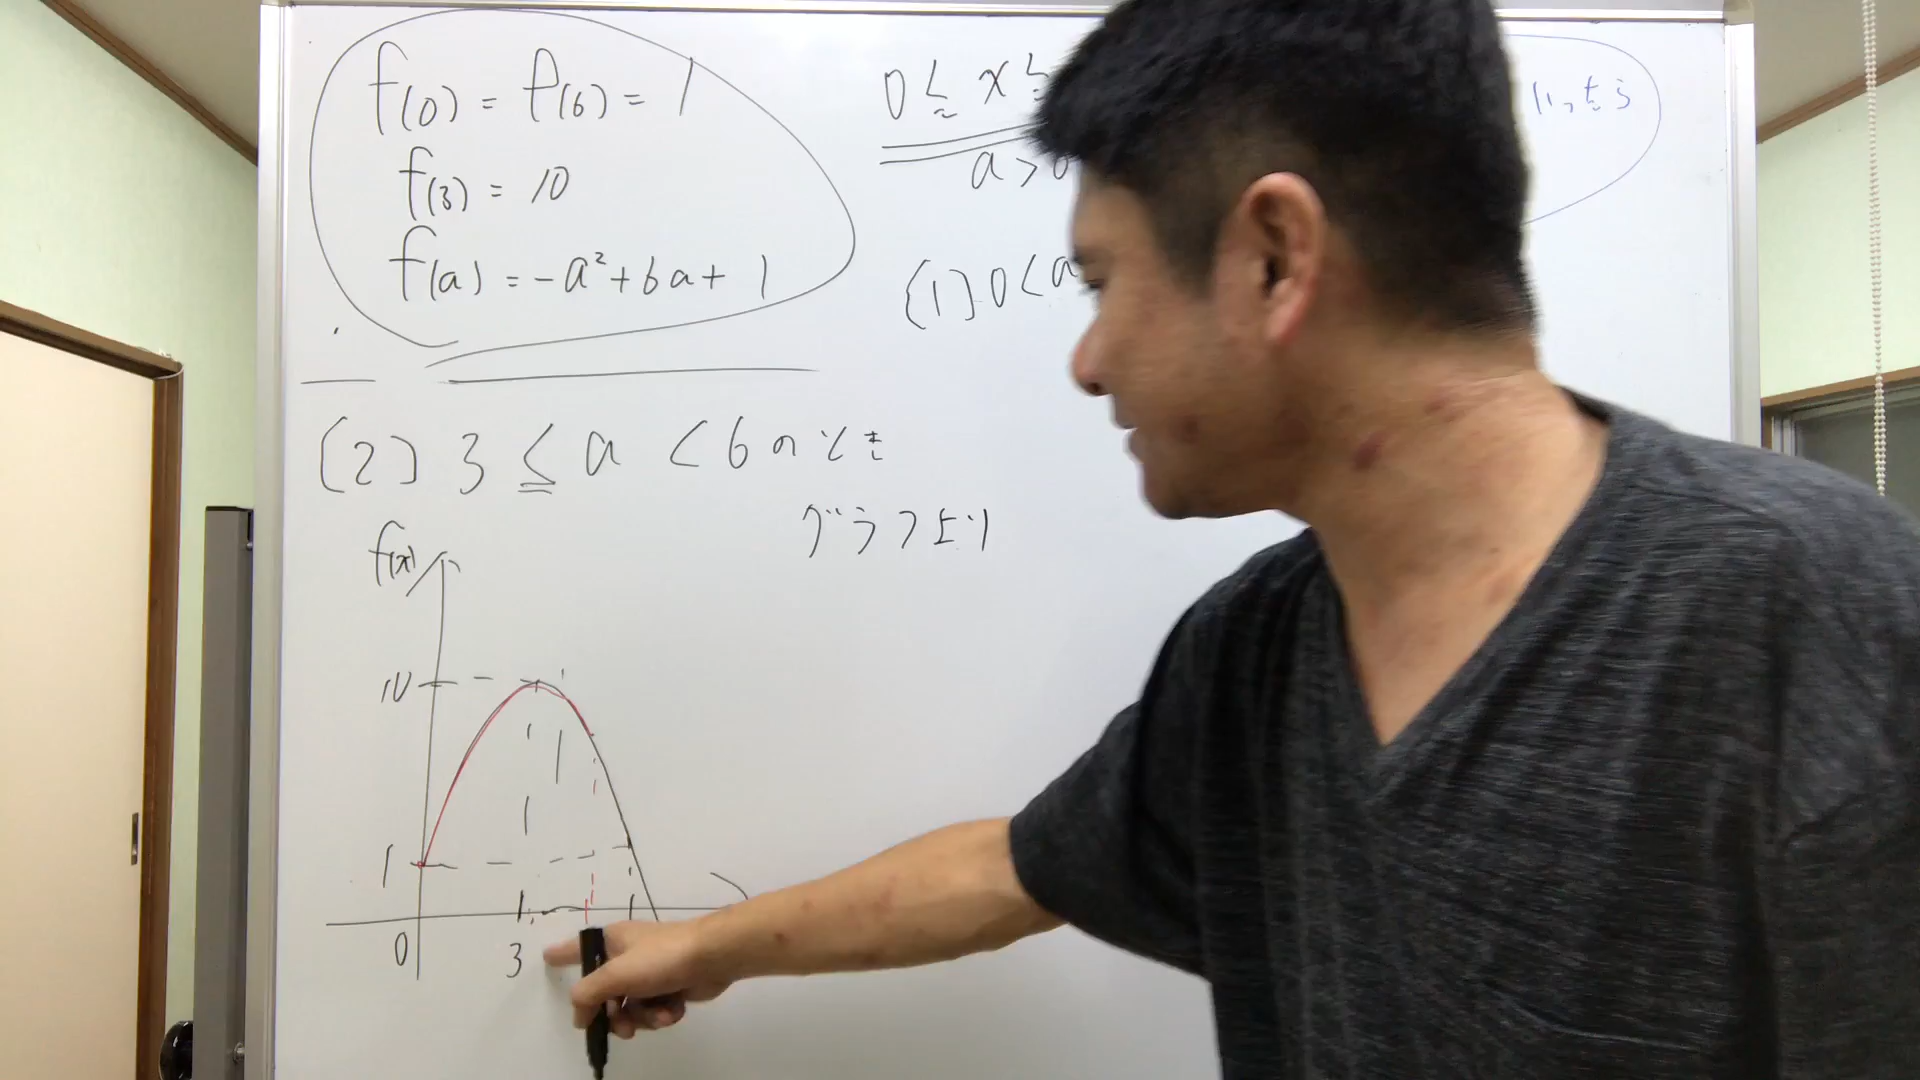 f(0) = f(6) = 1
f(3) = 10
f(a) = -a² + 6a + 1
0 ≦ x ≦
a > 0
(1) 0 < a
いったら
(2) 3 ≦ a < 6 のとき
グラフより
f(x)
10
1
0
3